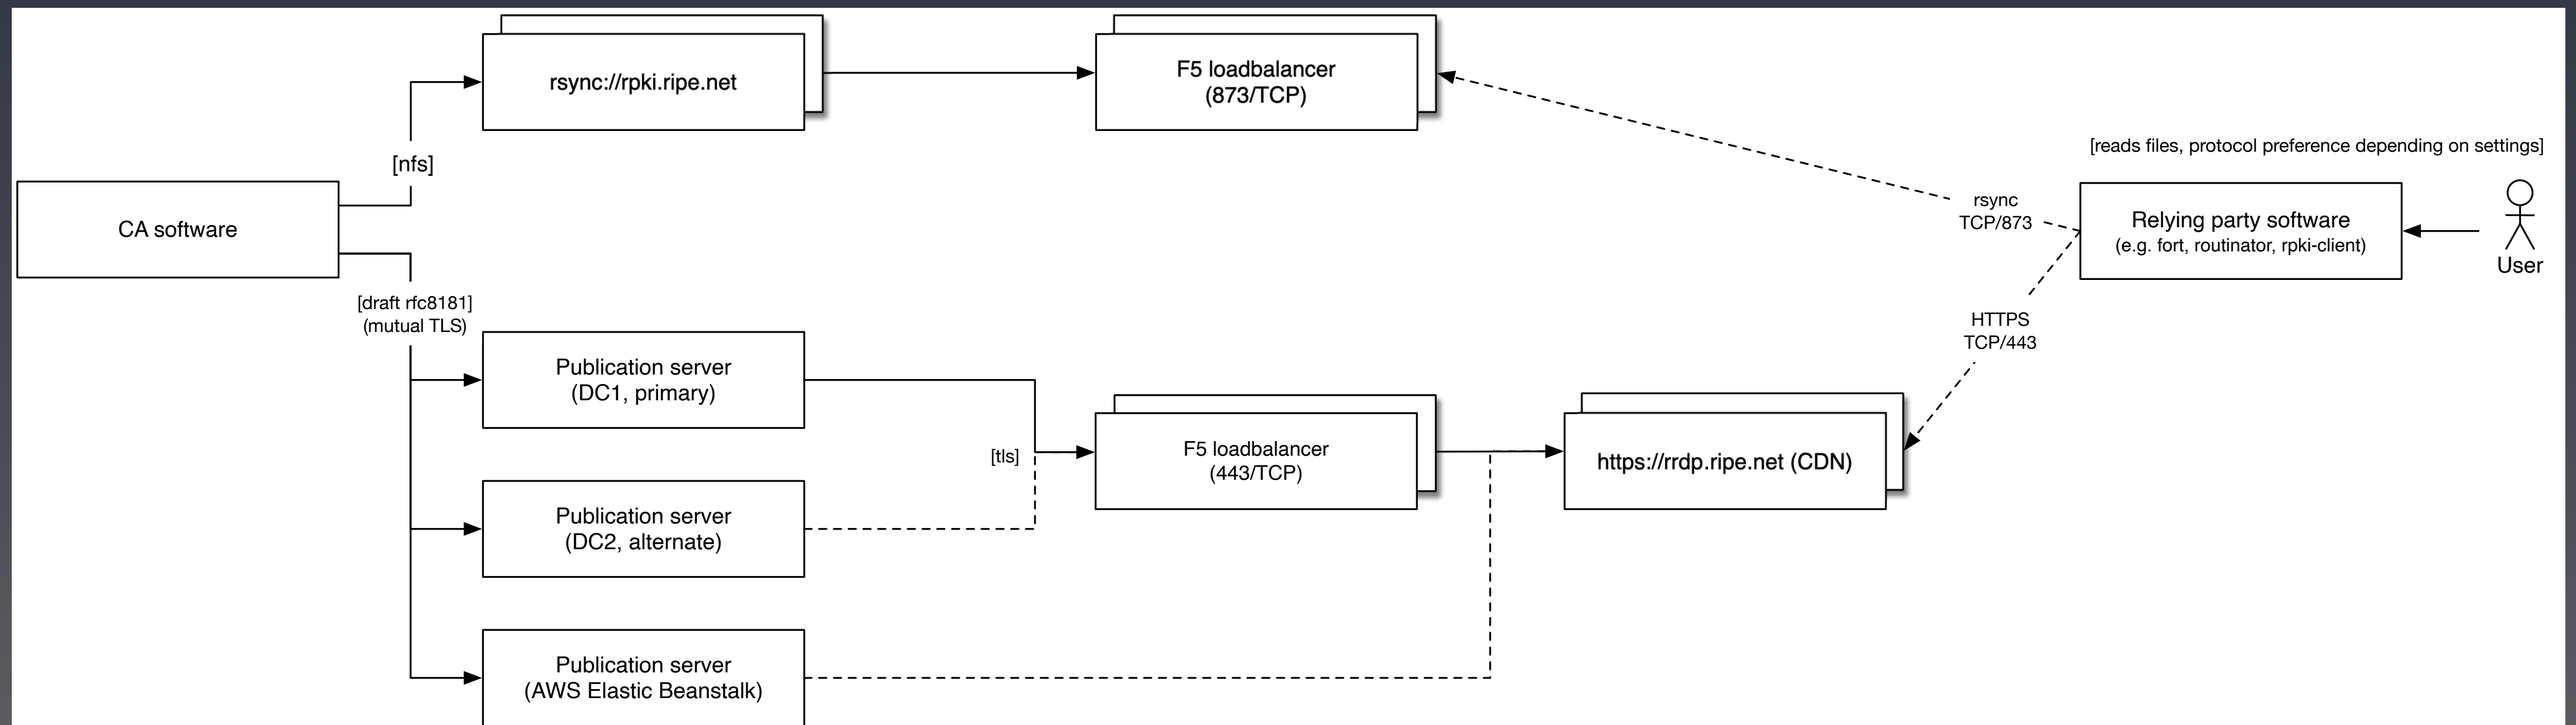 rsync://rpki.ripe.net
F5 loadbalancer
(873/TCP)
[reads files, protocol preference depending on settings]
[nfs]
CA software
rsync
TCP/873
Relying party software
(e.g. fort, routinator, rpki-client)
User
[draft rfc8181]
(mutual TLS)
HTTPS
TCP/443
Publication server
(DC1, primary)
[tls]
F5 loadbalancer
(443/TCP)
https://rrdp.ripe.net (CDN)
Publication server
(DC2, alternate)
Publication server
(AWS Elastic Beanstalk)